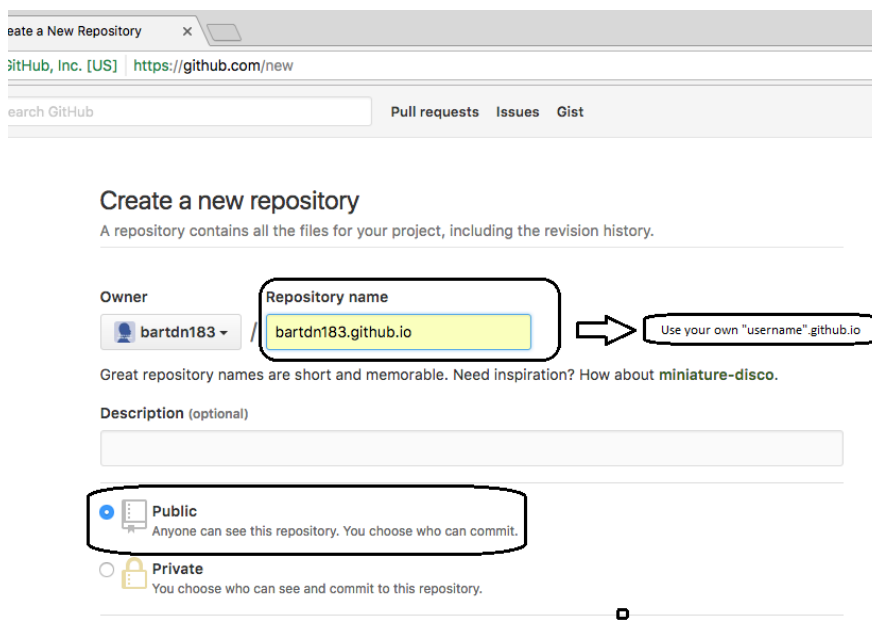 eate a New Repository
GitHub, Inc. [US] https://github.com/new
earch GitHub
Pull requests Issues Gist
Create a new repository
A repository contains all the files for your project, including the revision history.
Owner
Repository name
bartdn183 / bartdn183.github.io
Use your own "username".github.io
Great repository names are short and memorable. Need inspiration? How about miniature-disco.
Description (optional)
Public
Anyone can see this repository. You choose who can commit.
Private
You choose who can see and commit to this repository.